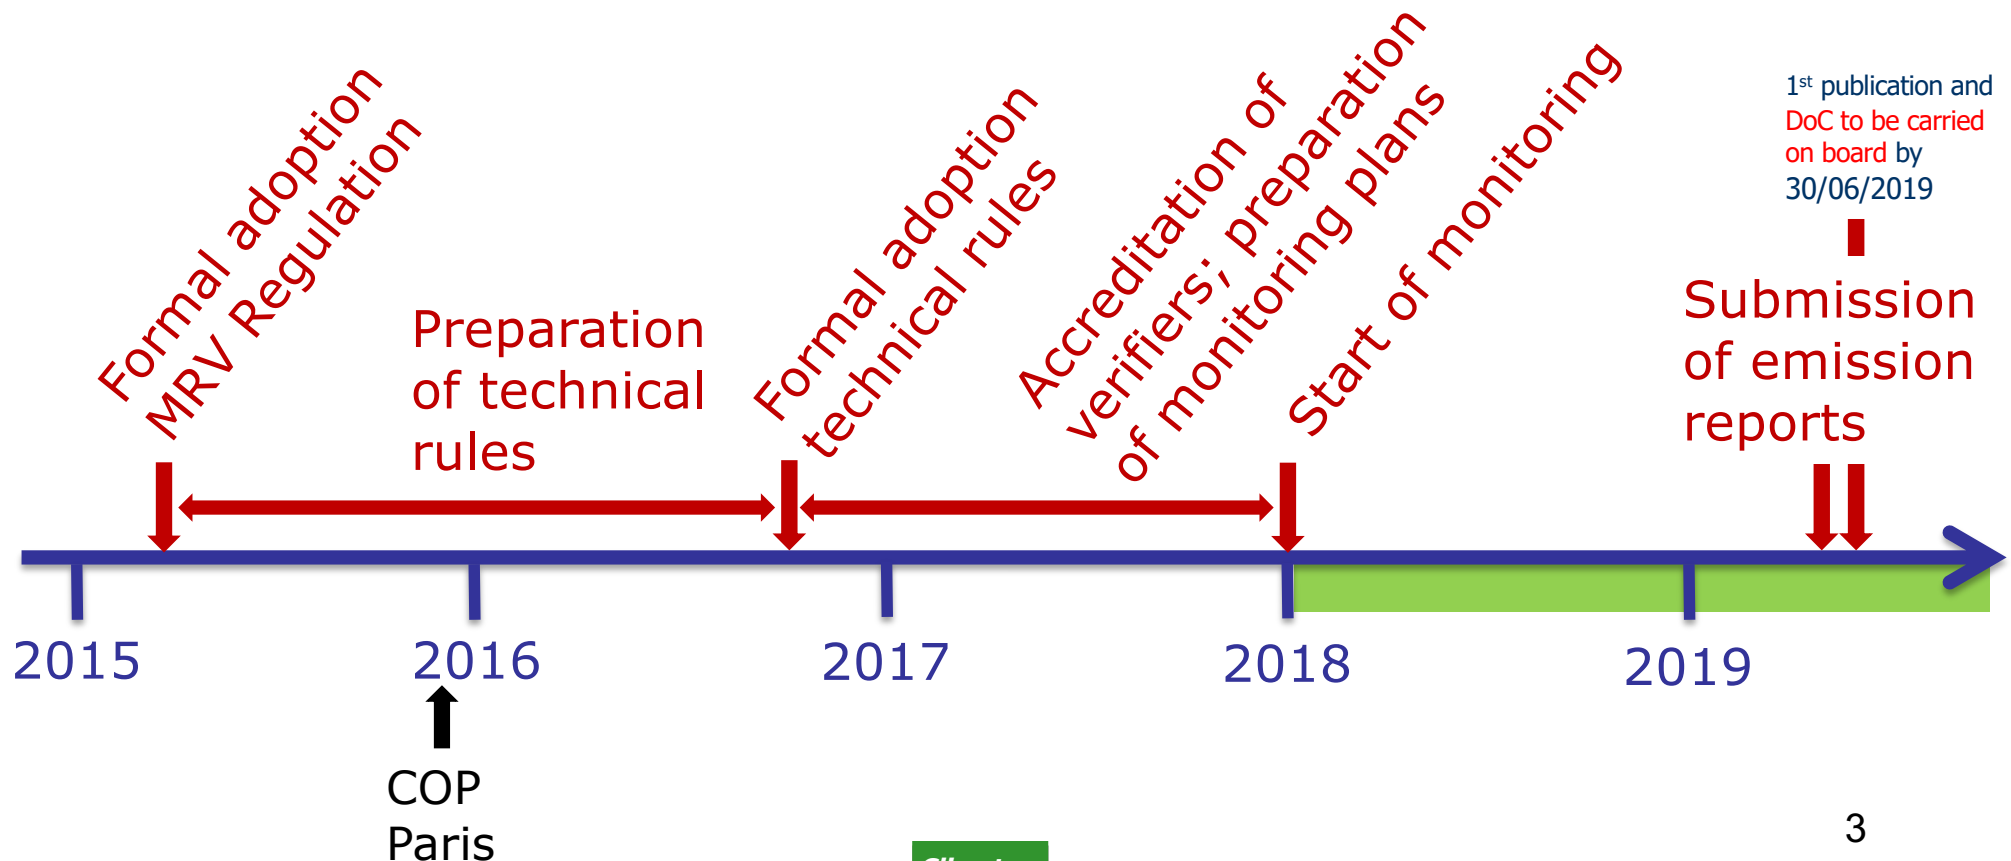 Formal adoption
MRV Regulation
Preparation
of technical
rules
Formal adoption
technical rules
Accreditation of
verifiers; preparation
of monitoring plans
Start of monitoring
1st publication and
DoC to be carried
on board by
30/06/2019
Submission
of emission
reports
2015
2016
2017
2018
2019
COP
Paris
3